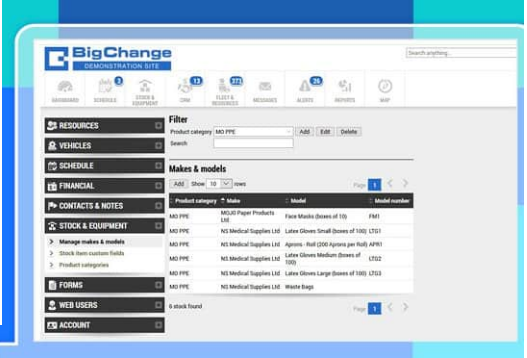 BigChange
DEMONSTRATION SITE
Search anything...
2
13
372
26
DASHBOARD
SCHEDULE
STOCK & EQUIPMENT
CRM
FLEET & RESOURCES
MESSAGES
ALERTS
REPORTS
MAP
RESOURCES
VEHICLES
SCHEDULE
FINANCIAL
CONTACTS & NOTES
STOCK & EQUIPMENT
> Manage makes & models
> Stock item custom fields
> Product categories
FORMS
WEB USERS
ACCOUNT
Filter
Product category MO PPE Add Edit Delete
Search
Makes & models
Add Show 10 rows Page 1 < >
Product category Make Model Model number
MO PPE MOJO Paper Products Ltd Face Masks (boxes of 10) FM1
MO PPE NS Medical Supplies Ltd Latex Gloves Small (boxes of 100) LTG1
MO PPE NS Medical Supplies Ltd Aprons - Roll (200 Aprons per Roll) APR1
MO PPE NS Medical Supplies Ltd Latex Gloves Medium (boxes of 100) LTG2
MO PPE NS Medical Supplies Ltd Latex Gloves Large (boxes of 100) LTG3
MO PPE NS Medical Supplies Ltd Waste Bags
6 stock found Page 1 < >